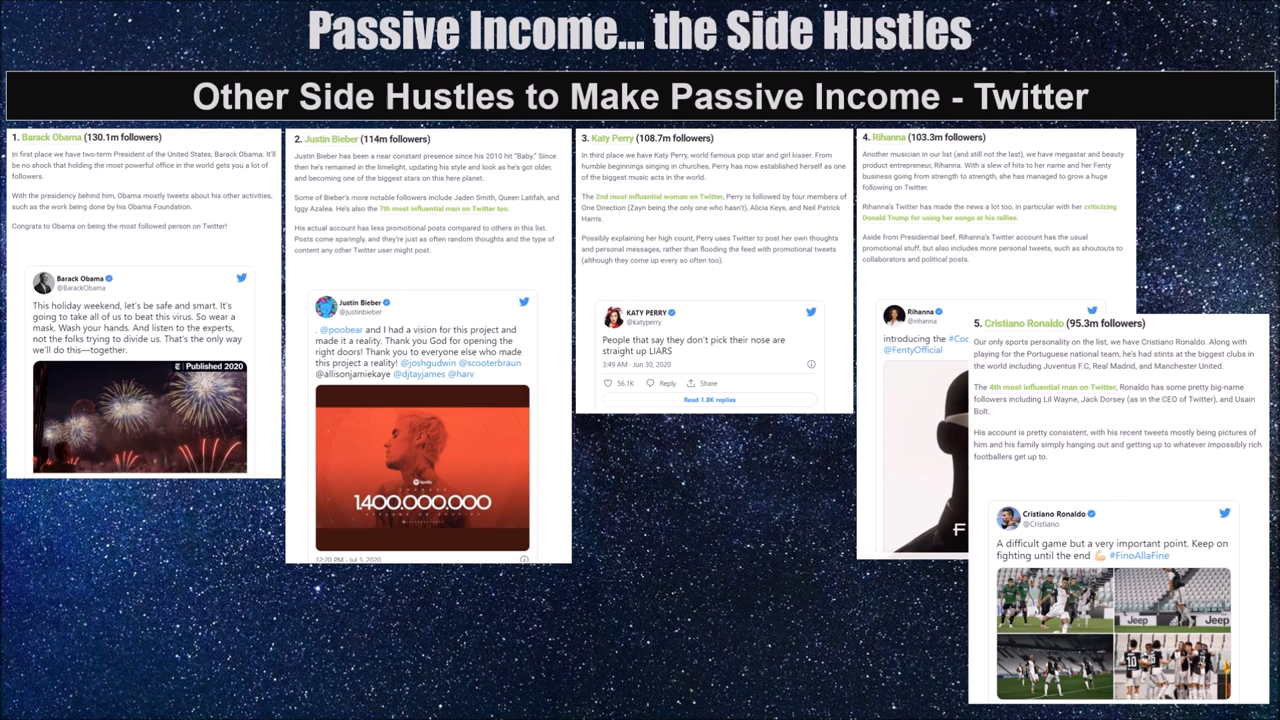 Passive Income... the Side Hustles
Other Side Hustles to Make Passive Income - Twitter
1. Barack Obama (130.1m followers)
In first place we have two-term President of the United States, Barack Obama. It'll
be no shock that holding the most powerful office in the world gets you a lot of
followers.
With the presidency behind him, Obama mostly tweets about his other activities,
such as the work being done by his Obama Foundation.
Congrats to Obama on being the most followed person on Twitter!
Barack Obama
@BarackObama
This holiday weekend, let's be safe and smart. It's
going to take all of us to beat this virus. So wear a
mask. Wash your hands. And listen to the experts,
not the folks trying to divide us. That's the only way
we'll do this—together.
Published 2020
2. Justin Bieber (114m followers)
Justin Bieber has been a near constant presence since his 2010 hit "Baby." Since
then he's remained in the limelight, updating his style and look as he's got older,
and becoming one of the biggest stars on this here planet.
Some of Bieber's more notable followers include Jaden Smith, Queen Latifah, and
Iggy Azalea. He's also the 7th most influential man on Twitter too.
His actual account has less promotional posts compared to others in this list.
Posts come sparingly, and they're just as often random thoughts and the type of
content any other Twitter user might post.
Justin Bieber
@justinbieber
. @poobear and I had a vision for this project and
made it a reality. Thank you God for opening the
right doors! Thank you to everyone else who made
this project a reality! @joshgudwin @scooterbraun
@allisonjamiekaye @djtayjames @harv
Spotify
1400.000.000
12:20 PM · Jul 3, 2020
3. Katy Perry (108.7m followers)
In third place we have Katy Perry, world famous pop star and girl kisser. From
humble beginnings singing in churches, Perry has now established herself as one
of the biggest music acts in the world.
The 2nd most influential woman on Twitter, Perry is followed by four members of
One Direction (Zayn being the only one who hasn't), Alicia Keys, and Neil Patrick
Harris.
Possibly explaining her high count, Perry uses Twitter to post her own thoughts
and personal messages, rather than flooding the feed with promotional tweets
(although they come up every so often too).
KATY PERRY
@katyperry
People that say they don't pick their nose are
straight up LIARS
3:49 AM · Jun 30, 2020
56.1K Reply Share
Read 1.8K replies
4. Rihanna (103.3m followers)
Another musician in our list (and still not the last), we have megastar and beauty
product entrepreneur, Rihanna. With a slew of hits to her name and her Fenty
business going from strength to strength, she has managed to grow a huge
following on Twitter.
Rihanna's Twitter has made the news a lot too, in particular with her criticizing
Donald Trump for using her songs at his rallies.
Aside from Presidential beef, Rihanna's Twitter account has the usual
promotional stuff, but also includes more personal tweets, such as shoutouts to
collaborators and political posts.
Rihanna
@rihanna
introducing the
@FentyOfficial
F
5. Cristiano Ronaldo (95.3m followers)
Our only sports personality on the list, we have Cristiano Ronaldo. Along with
playing for the Portuguese national team, he's had stints at the biggest clubs in
the world including Juventus F.C, Real Madrid, and Manchester United.
The 4th most influential man on Twitter, Ronaldo has some pretty big-name
followers including Lil Wayne, Jack Dorsey (as in the CEO of Twitter), and Usain
Bolt.
His account is pretty consistent, with his recent tweets mostly being pictures of
him and his family simply hanging out and getting up to whatever impossibly rich
footballers get up to.
Cristiano Ronaldo
@Cristiano
A difficult game but a very important point. Keep on
fighting until the end 💪🏻 #FinoAllaFine
Jeep Jeep
10